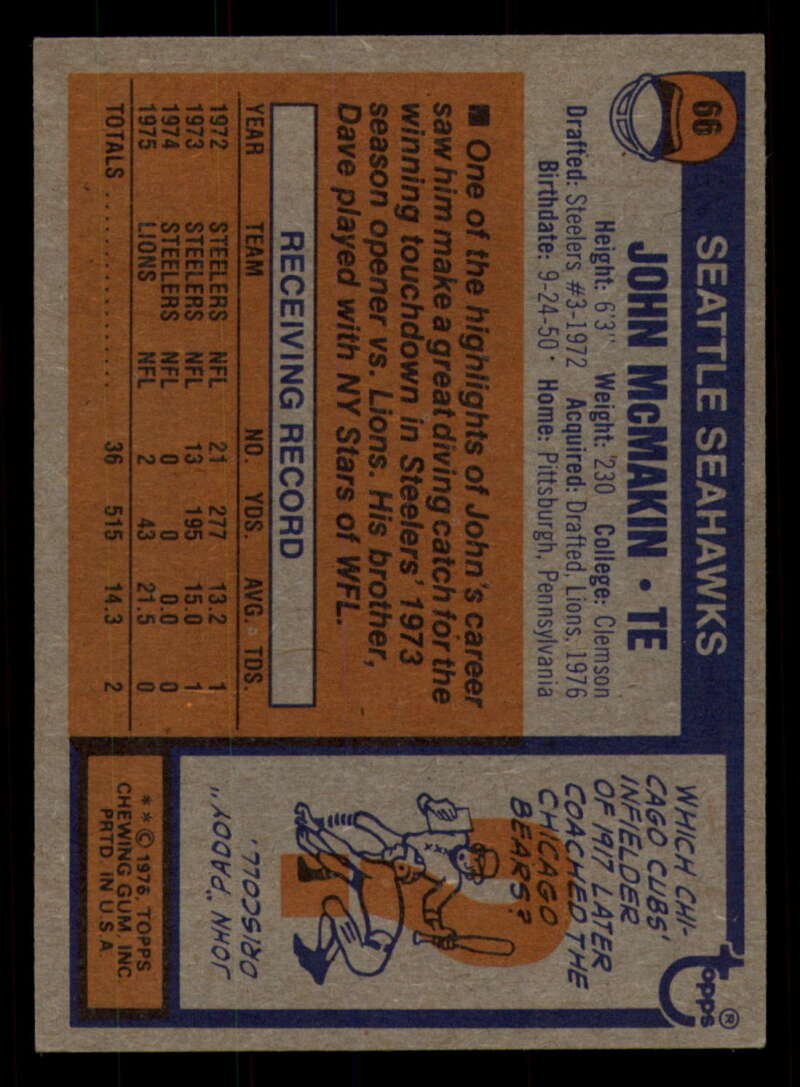 66
SEATTLE SEAHAWKS
JOHN McMAKIN • TE
Height: 6'3" Weight: 230 College: Clemson
Drafted: Steelers #3-1972 Acquired: Drafted, Lions, 1976
Birthdate: 9-24-50 • Home: Pittsburgh, Pennsylvania
■ One of the highlights of John's career
saw him make a great diving catch for the
winning touchdown in Steelers' 1973
season opener vs. Lions. His brother,
Dave played with NY Stars of WFL.
RECEIVING RECORD
YEAR TEAM NO. YDS. AVG. TDS.
1972 STEELERS NFL 21 277 13.2 1
1973 STEELERS NFL 13 195 15.0 1
1974 STEELERS NFL 0 0 0.0 0
1975 LIONS NFL 2 43 21.5 0
TOTALS .................... 36 515 14.3 2
topps®
WHICH CHI-
CAGO CUBS'
INFIELDER
OF 1917 LATER
COACHED THE
CHICAGO
BEARS?
JOHN "PADDY"
DRISCOLL.
** © 1976, TOPPS
CHEWING GUM, INC.
PRTD. IN U.S.A.